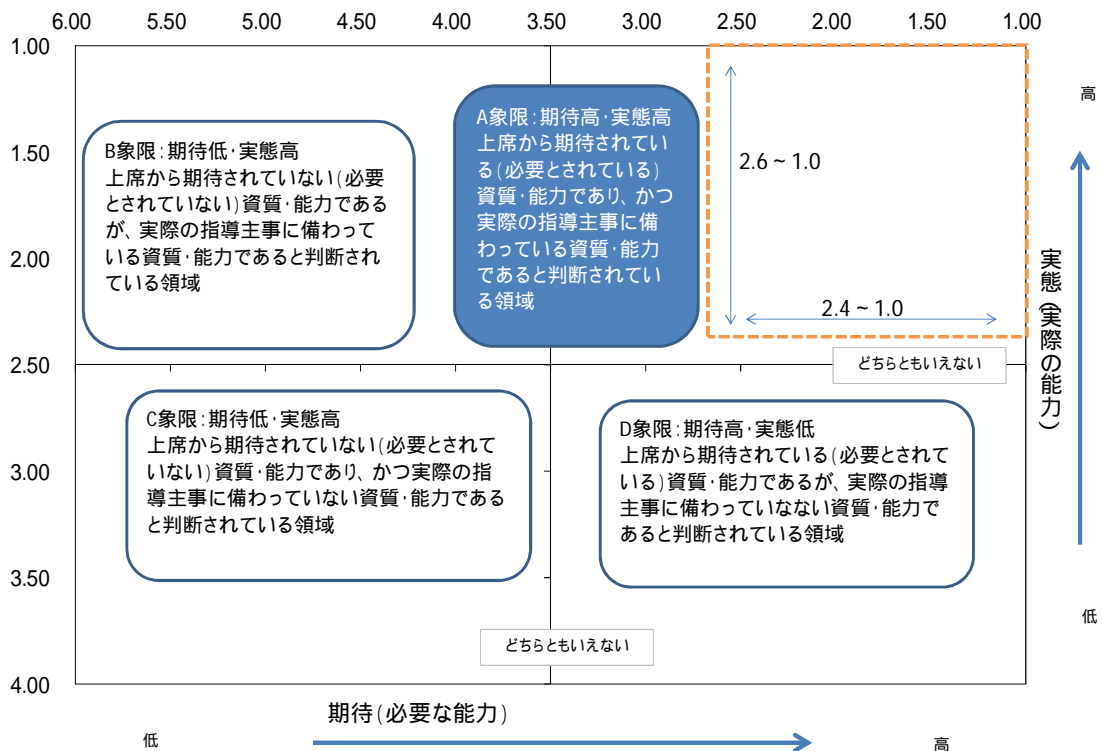 6.00 5.50 5.00 4.50 4.00 3.50 3.00 2.50 2.00 1.50 1.00
1.00
1.50
2.00
2.50
3.00
3.50
4.00
B象限：期待低・実態高
上席から期待されていない(必要
とされていない)資質・能力である
が、実際の指導主事に備わって
いる資質・能力であると判断され
ている領域
A象限：期待高・実態高
上席から期待されてい
る(必要とされている)
資質・能力であり、かつ
実際の指導主事に備
わっている資質・能力
であると判断されてい
る領域
2.6 ~ 1.0
2.4 ~ 1.0
どちらともいえない
高
実態(実際の能力)
低
C象限：期待低・実態高
上席から期待されていない(必要とされてい
ない)資質・能力であり、かつ実際の指
導主事に備わっていない資質・能力である
と判断されている領域
D象限：期待高・実態低
上席から期待されている(必要とされて
いる)資質・能力であるが、実際の指導
主事に備わっていなない資質・能力で
あると判断されている領域
どちらともいえない
期待(必要な能力)
低
高